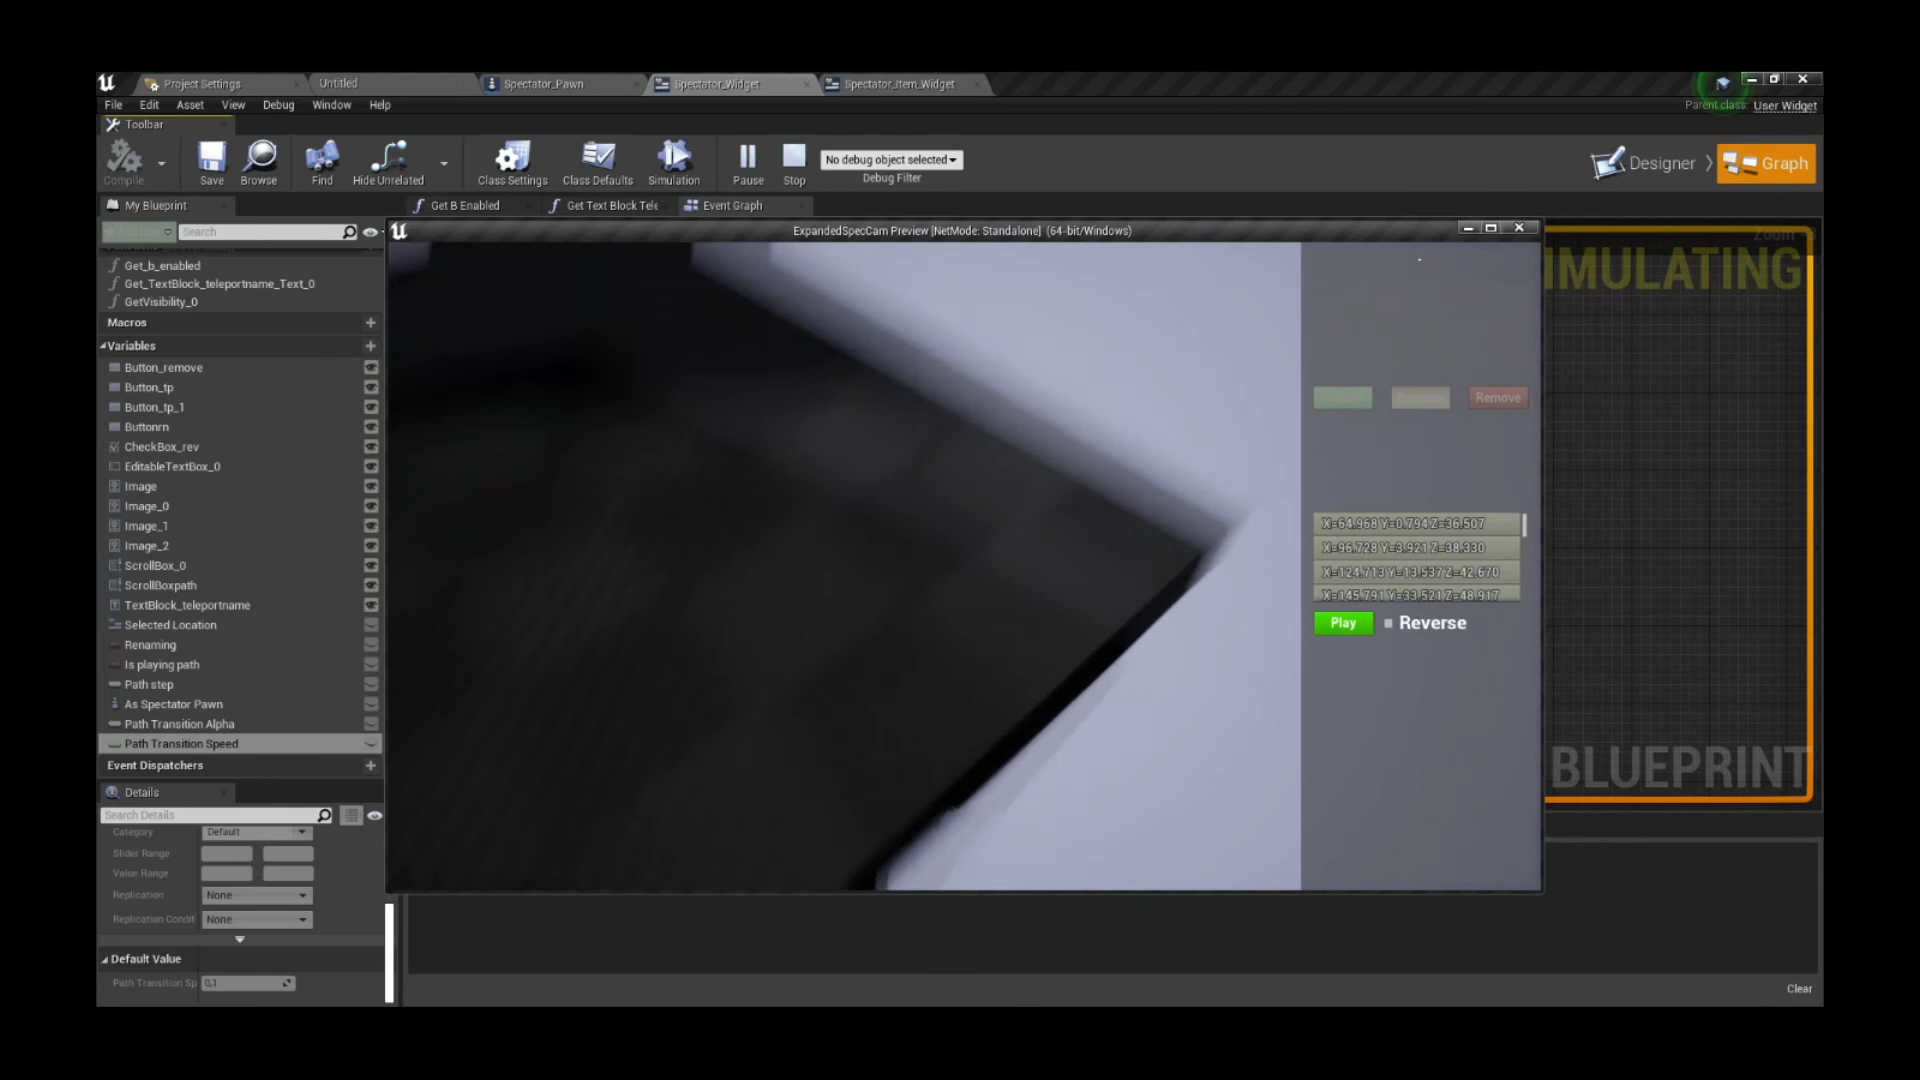 Project Settings
Untitled
Spectator_Pawn
Spectator_Widget
Spectator_Item_Widget
File Edit Asset View Debug Window Help
Parent class: User Widget
Toolbar
Compile
Save
Browse
Find
Hide Unrelated
Class Settings
Class Defaults
Simulation
Pause
Stop
No debug object selected
Debug Filter
Designer
Graph
My Blueprint
Get B Enabled
Get Text Block Tele
Event Graph
Search
ExpandedSpecCam Preview [NetMode: Standalone] (64-bit/Windows)
Zoom -3
IMULATING
Get_b_enabled
Get_TextBlock_teleportname_Text_0
GetVisibility_0
Macros
Variables
Button_remove
Button_tp
Button_tp_1
Buttonrn
CheckBox_rev
EditableTextBox_0
Image
Image_0
Image_1
Image_2
ScrollBox_0
ScrollBoxpath
TextBlock_teleportname
Selected Location
Renaming
Is playing path
Path step
As Spectator Pawn
Path Transition Alpha
Path Transition Speed
Event Dispatchers
Remove
X=64.968 Y=0.794 Z=36.507
X=96.728 Y=3.921 Z=38.330
X=124.713 Y=13.537 Z=42.670
X=145.791 Y=33.521 Z=48.917
Play
Reverse
BLUEPRINT
Details
Search Details
Category Default
Slider Range
Value Range
Replication None
Replication Condit None
Default Value
Path Transition Sp 0,1
Clear